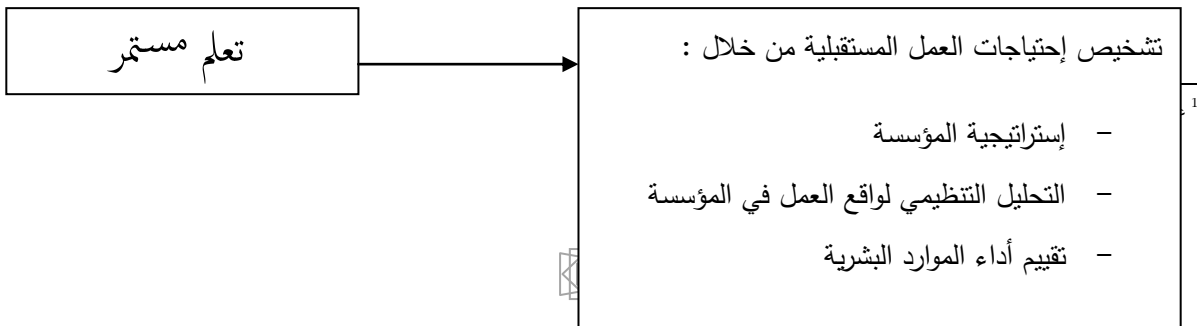 تعلم مستمر
تشخيص إحتياجات العمل المستقبلية من خلال :
- إستراتيجية المؤسسة
- التحليل التنظيمي لواقع العمل في المؤسسة
- تقييم أداء الموارد البشرية
1